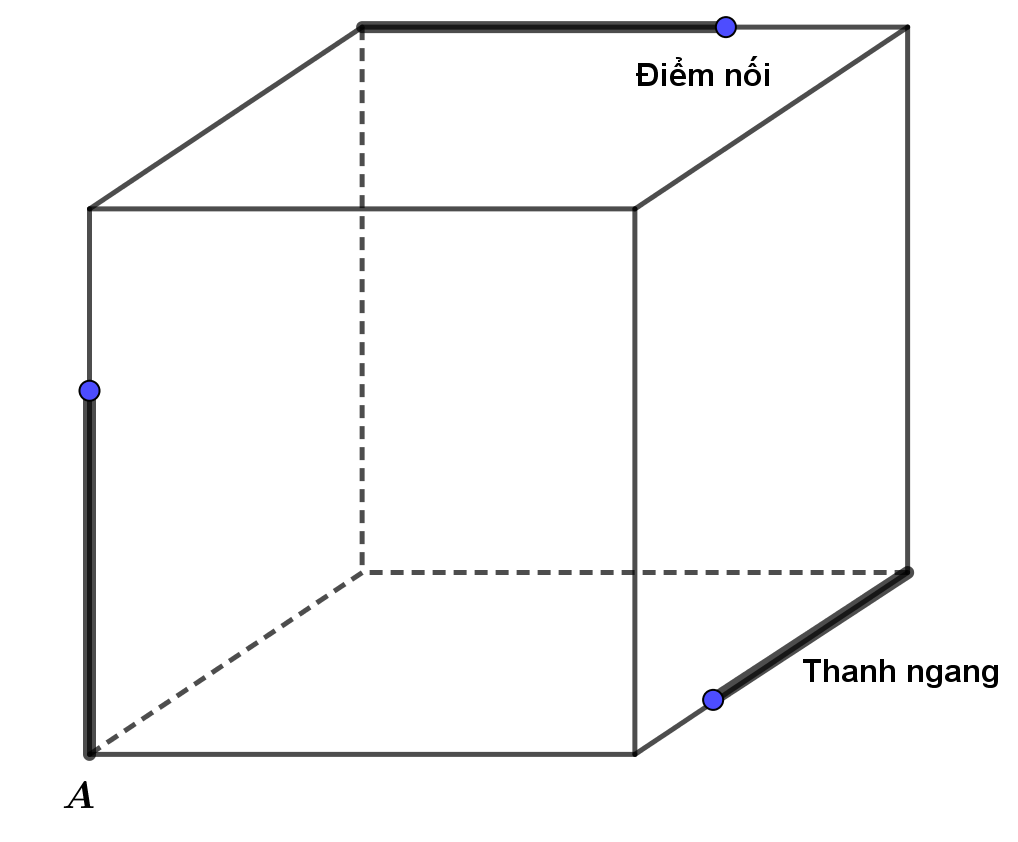 Điểm nối
Thanh ngang
A